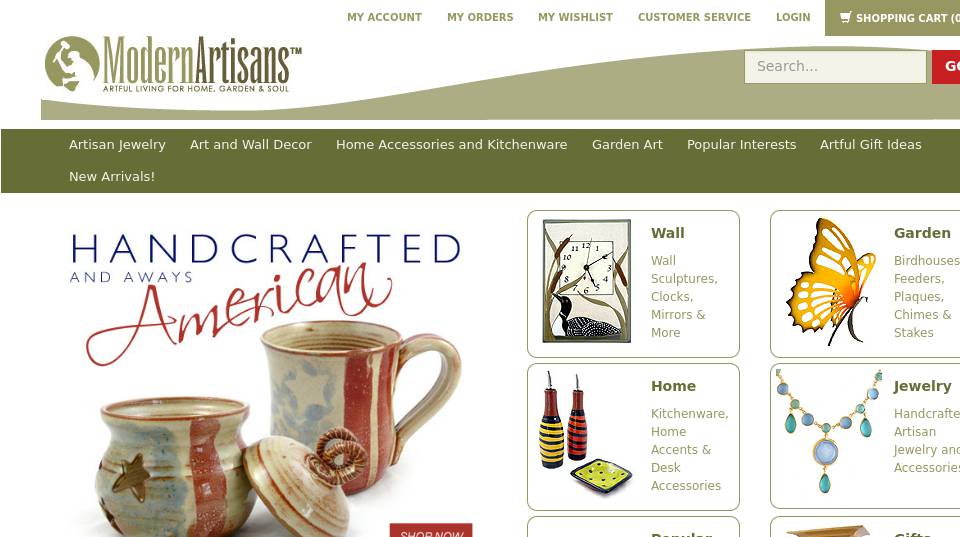 MY ACCOUNT MY ORDERS MY WISHLIST CUSTOMER SERVICE LOGIN SHOPPING CART (0
ModernArtisans™
ARTFUL LIVING FOR HOME, GARDEN & SOUL
Search...
GO
Artisan Jewelry Art and Wall Decor Home Accessories and Kitchenware Garden Art Popular Interests Artful Gift Ideas
New Arrivals!
HANDCRAFTED
AND AWAYS
American
SHOP NOW
Wall
Wall
Sculptures,
Clocks,
Mirrors &
More
Garden
Birdhouses
Feeders,
Plaques,
Chimes &
Stakes
Home
Kitchenware,
Home
Accents &
Desk
Accessories
Jewelry
Handcrafte
Artisan
Jewelry and
Accessories
Popular
Gifts